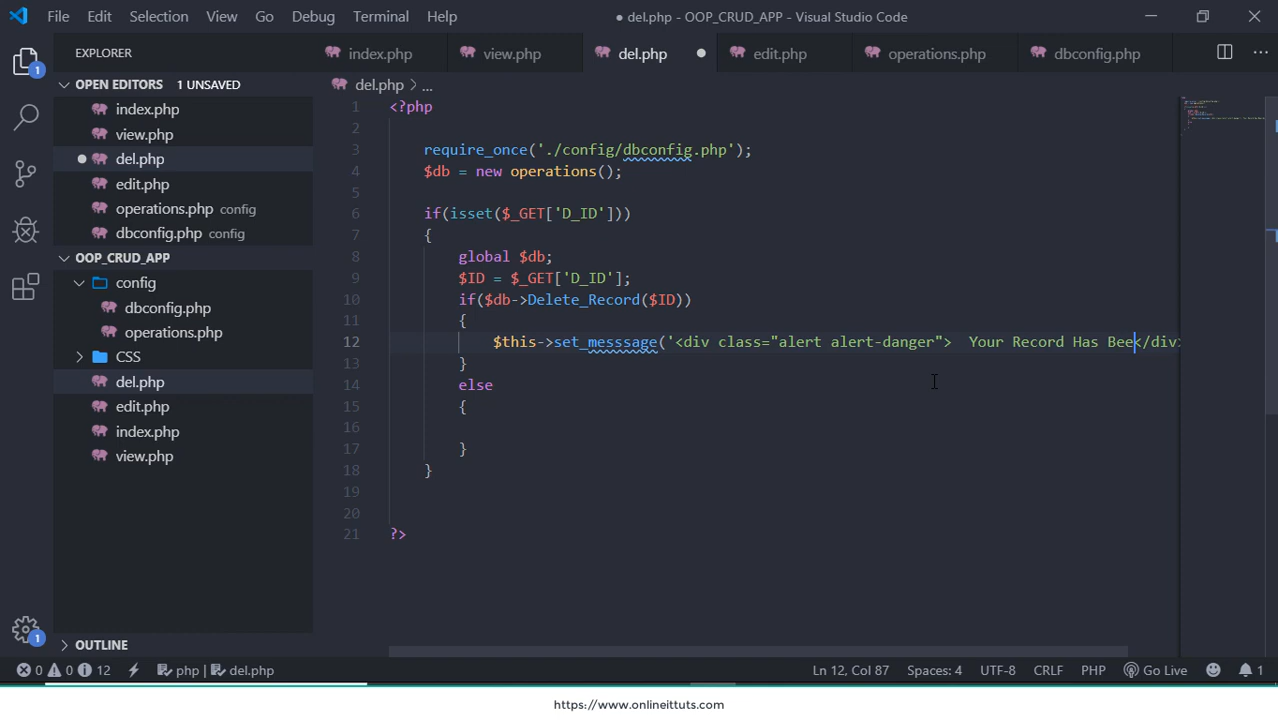 File Edit Selection View Go Debug Terminal Help
● del.php - OOP_CRUD_APP - Visual Studio Code
EXPLORER
index.php view.php del.php edit.php operations.php dbconfig.php
OPEN EDITORS 1 UNSAVED
index.php
view.php
del.php
edit.php
operations.php config
dbconfig.php config
OOP_CRUD_APP
config
dbconfig.php
operations.php
CSS
del.php
edit.php
index.php
view.php
OUTLINE
1
1
del.php > ...
1 <?php
2
3 require_once('./config/dbconfig.php');
4 $db = new operations();
5
6 if(isset($_GET['D_ID']))
7 {
8 global $db;
9 $ID = $_GET['D_ID'];
10 if($db->Delete_Record($ID))
11 {
12 $this->set_messsage('<div class="alert alert-danger">  Your Record Has Bee</div>
13 }
14 else
15 {
16
17 }
18 }
19
20
21 ?>
0 0 12 php | del.php Ln 12, Col 87 Spaces: 4 UTF-8 CRLF PHP Go Live 1
https://www.onlineittuts.com